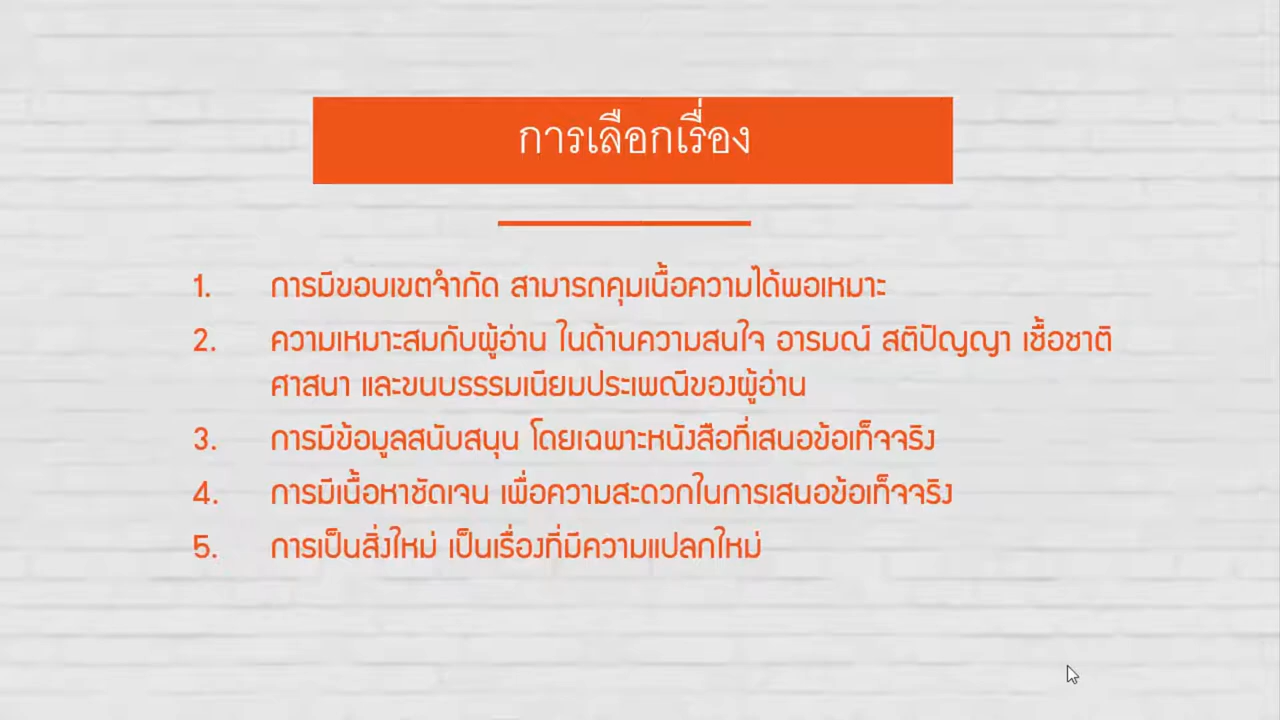 การเลือกเรื่อง
1. การมีขอบเขตจำกัด สามารถคุมเนื้อความได้พอเหมาะ
2. ความเหมาะสมกับผู้อ่าน ในด้านความสนใจ อารมณ์ สติปัญญา เชื้อชาติ
ศาสนา และขนบธรรมเนียมประเพณีของผู้อ่าน
3. การมีข้อมูลสนับสนุน โดยเฉพาะหนังสือที่เสนอข้อเท็จจริง
4. การมีเนื้อหาชัดเจน เพื่อความสะดวกในการเสนอข้อเท็จจริง
5. การเป็นสิ่งใหม่ เป็นเรื่องที่มีความแปลกใหม่